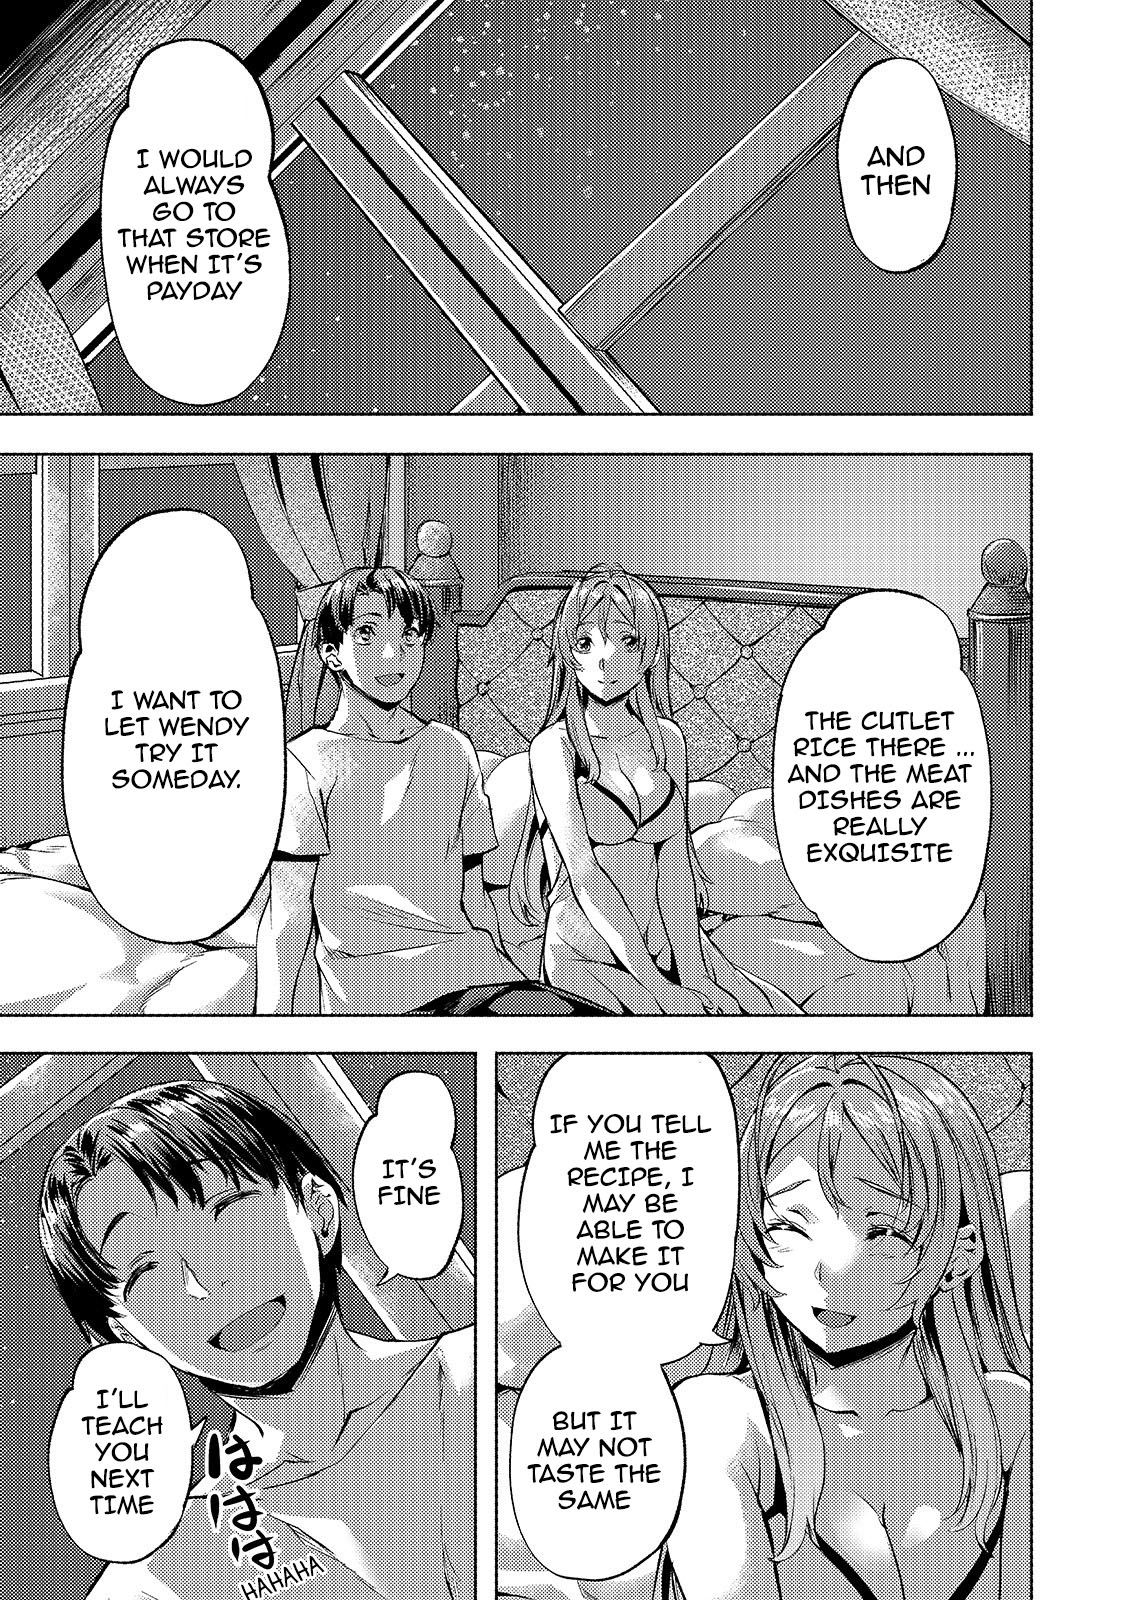 AND
THEN
I WOULD
ALWAYS
GO TO
THAT STORE
WHEN IT'S
PAYDAY
THE CUTLET
RICE THERE ...
AND THE MEAT
DISHES ARE
REALLY
EXQUISITE
I WANT TO
LET WENDY
TRY IT
SOMEDAY.
IF YOU TELL
ME THE
RECIPE, I
MAY BE
ABLE TO
MAKE IT
FOR YOU
BUT IT
MAY NOT
TASTE THE
SAME
IT'S
FINE
I'LL
TEACH
YOU
NEXT
TIME
ははは
HAHAHA